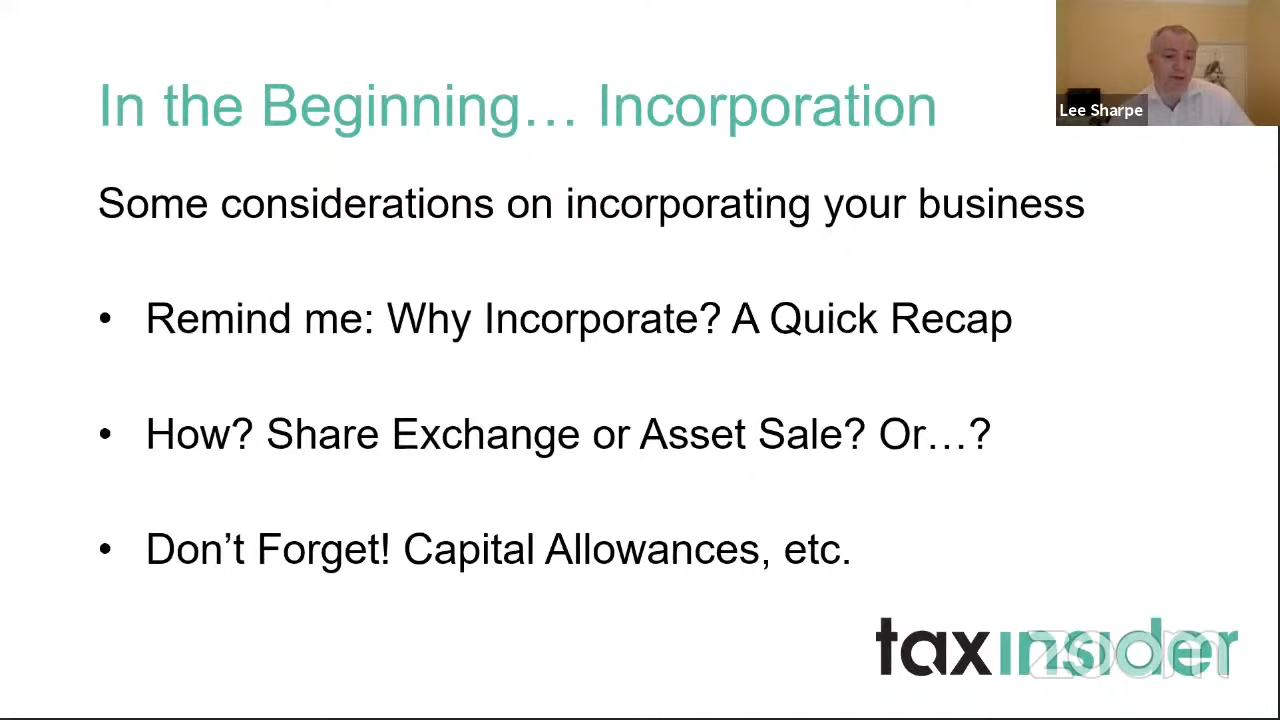 In the Beginning… Incorporation
Lee Sharpe
Some considerations on incorporating your business
• Remind me: Why Incorporate? A Quick Recap
• How? Share Exchange or Asset Sale? Or…?
• Don’t Forget! Capital Allowances, etc.
taxinsider
zoom